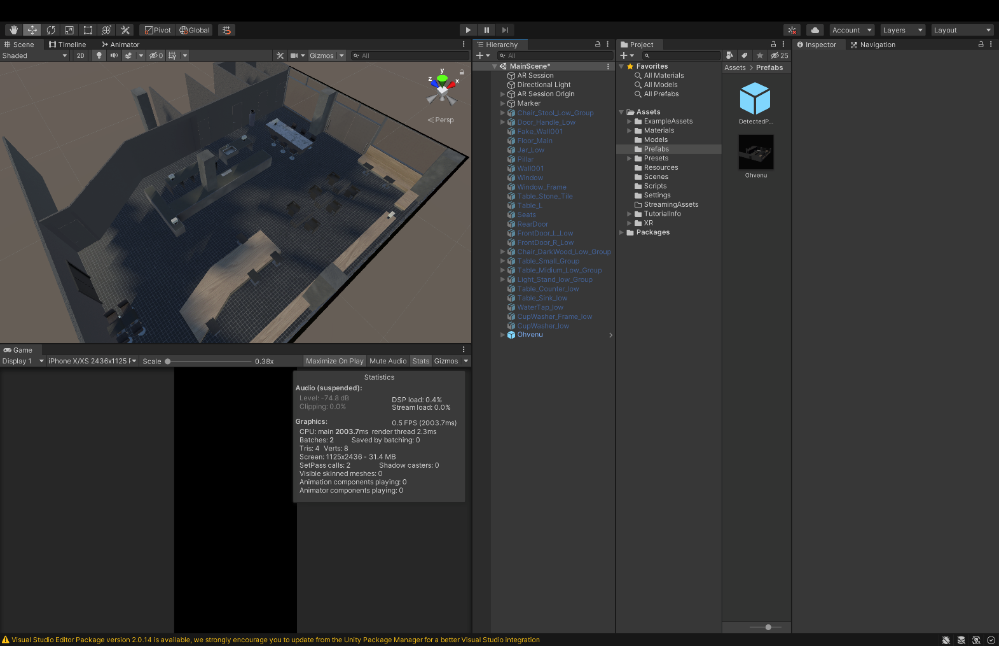 Pivot Global
Account Layers Layout
Scene Timeline Animator
Shaded 2D 0 Gizmos All
y
z x
Persp
Game
Display 1 iPhone X/XS 2436x1125 F Scale 0.38x Maximize On Play Mute Audio Stats Gizmos
Statistics
Audio (suspended):
Level: -74.8 dB DSP load: 0.4%
Clipping: 0.0% Stream load: 0.0%
Graphics: 0.5 FPS (2003.7ms)
CPU: main 2003.7ms render thread 2.3ms
Batches: 2 Saved by batching: 0
Tris: 4 Verts: 8
Screen: 1125x2436 - 31.4 MB
SetPass calls: 2 Shadow casters: 0
Visible skinned meshes: 0
Animation components playing: 0
Animator components playing: 0
Hierarchy
All
MainScene*
AR Session
Directional Light
AR Session Origin
Marker
Chair_Stool_Low_Group
Door_Handle_Low
Fake_Wall001
Floor_Main
Jar_Low
Pillar
Wall001
Window
Window_Frame
Table_Stone_Tile
Table_L
Seats
RearDoor
FrontDoor_L_Low
FrontDoor_R_Low
Chair_DarkWood_Low_Group
Table_Small_Group
Table_Midium_Low_Group
Light_Stand_low_Group
Table_Counter_low
Table_Sink_low
WaterTap_low
CupWasher_Frame_low
CupWasher_low
Ohvenu
Project
25
Favorites
All Materials
All Models
All Prefabs
Assets
ExampleAssets
Materials
Models
Prefabs
Presets
Resources
Scenes
Scripts
Settings
StreamingAssets
TutorialInfo
XR
Packages
Assets > Prefabs
DetectedP...
Ohvenu
Inspector Navigation
Visual Studio Editor Package version 2.0.14 is available, we strongly encourage you to update from the Unity Package Manager for a better Visual Studio integration